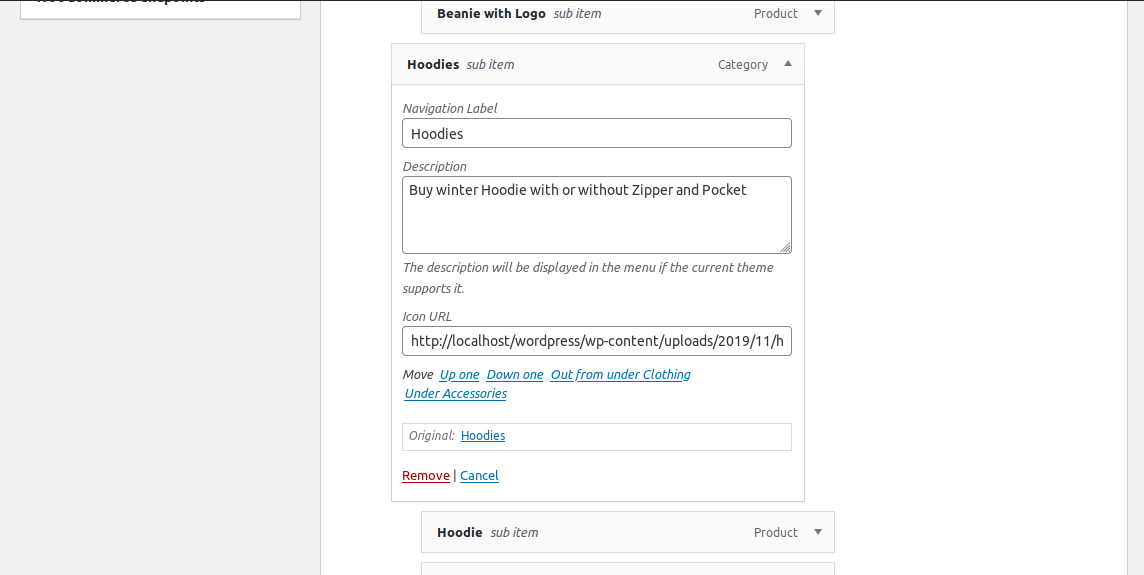 Beanie with Logo sub item Product
Hoodies sub item Category
Navigation Label
Hoodies
Description
Buy winter Hoodie with or without Zipper and Pocket
The description will be displayed in the menu if the current theme
supports it.
Icon URL
http://localhost/wordpress/wp-content/uploads/2019/11/h
Move Up one Down one Out from under Clothing
Under Accessories
Original: Hoodies
Remove | Cancel
Hoodie sub item Product